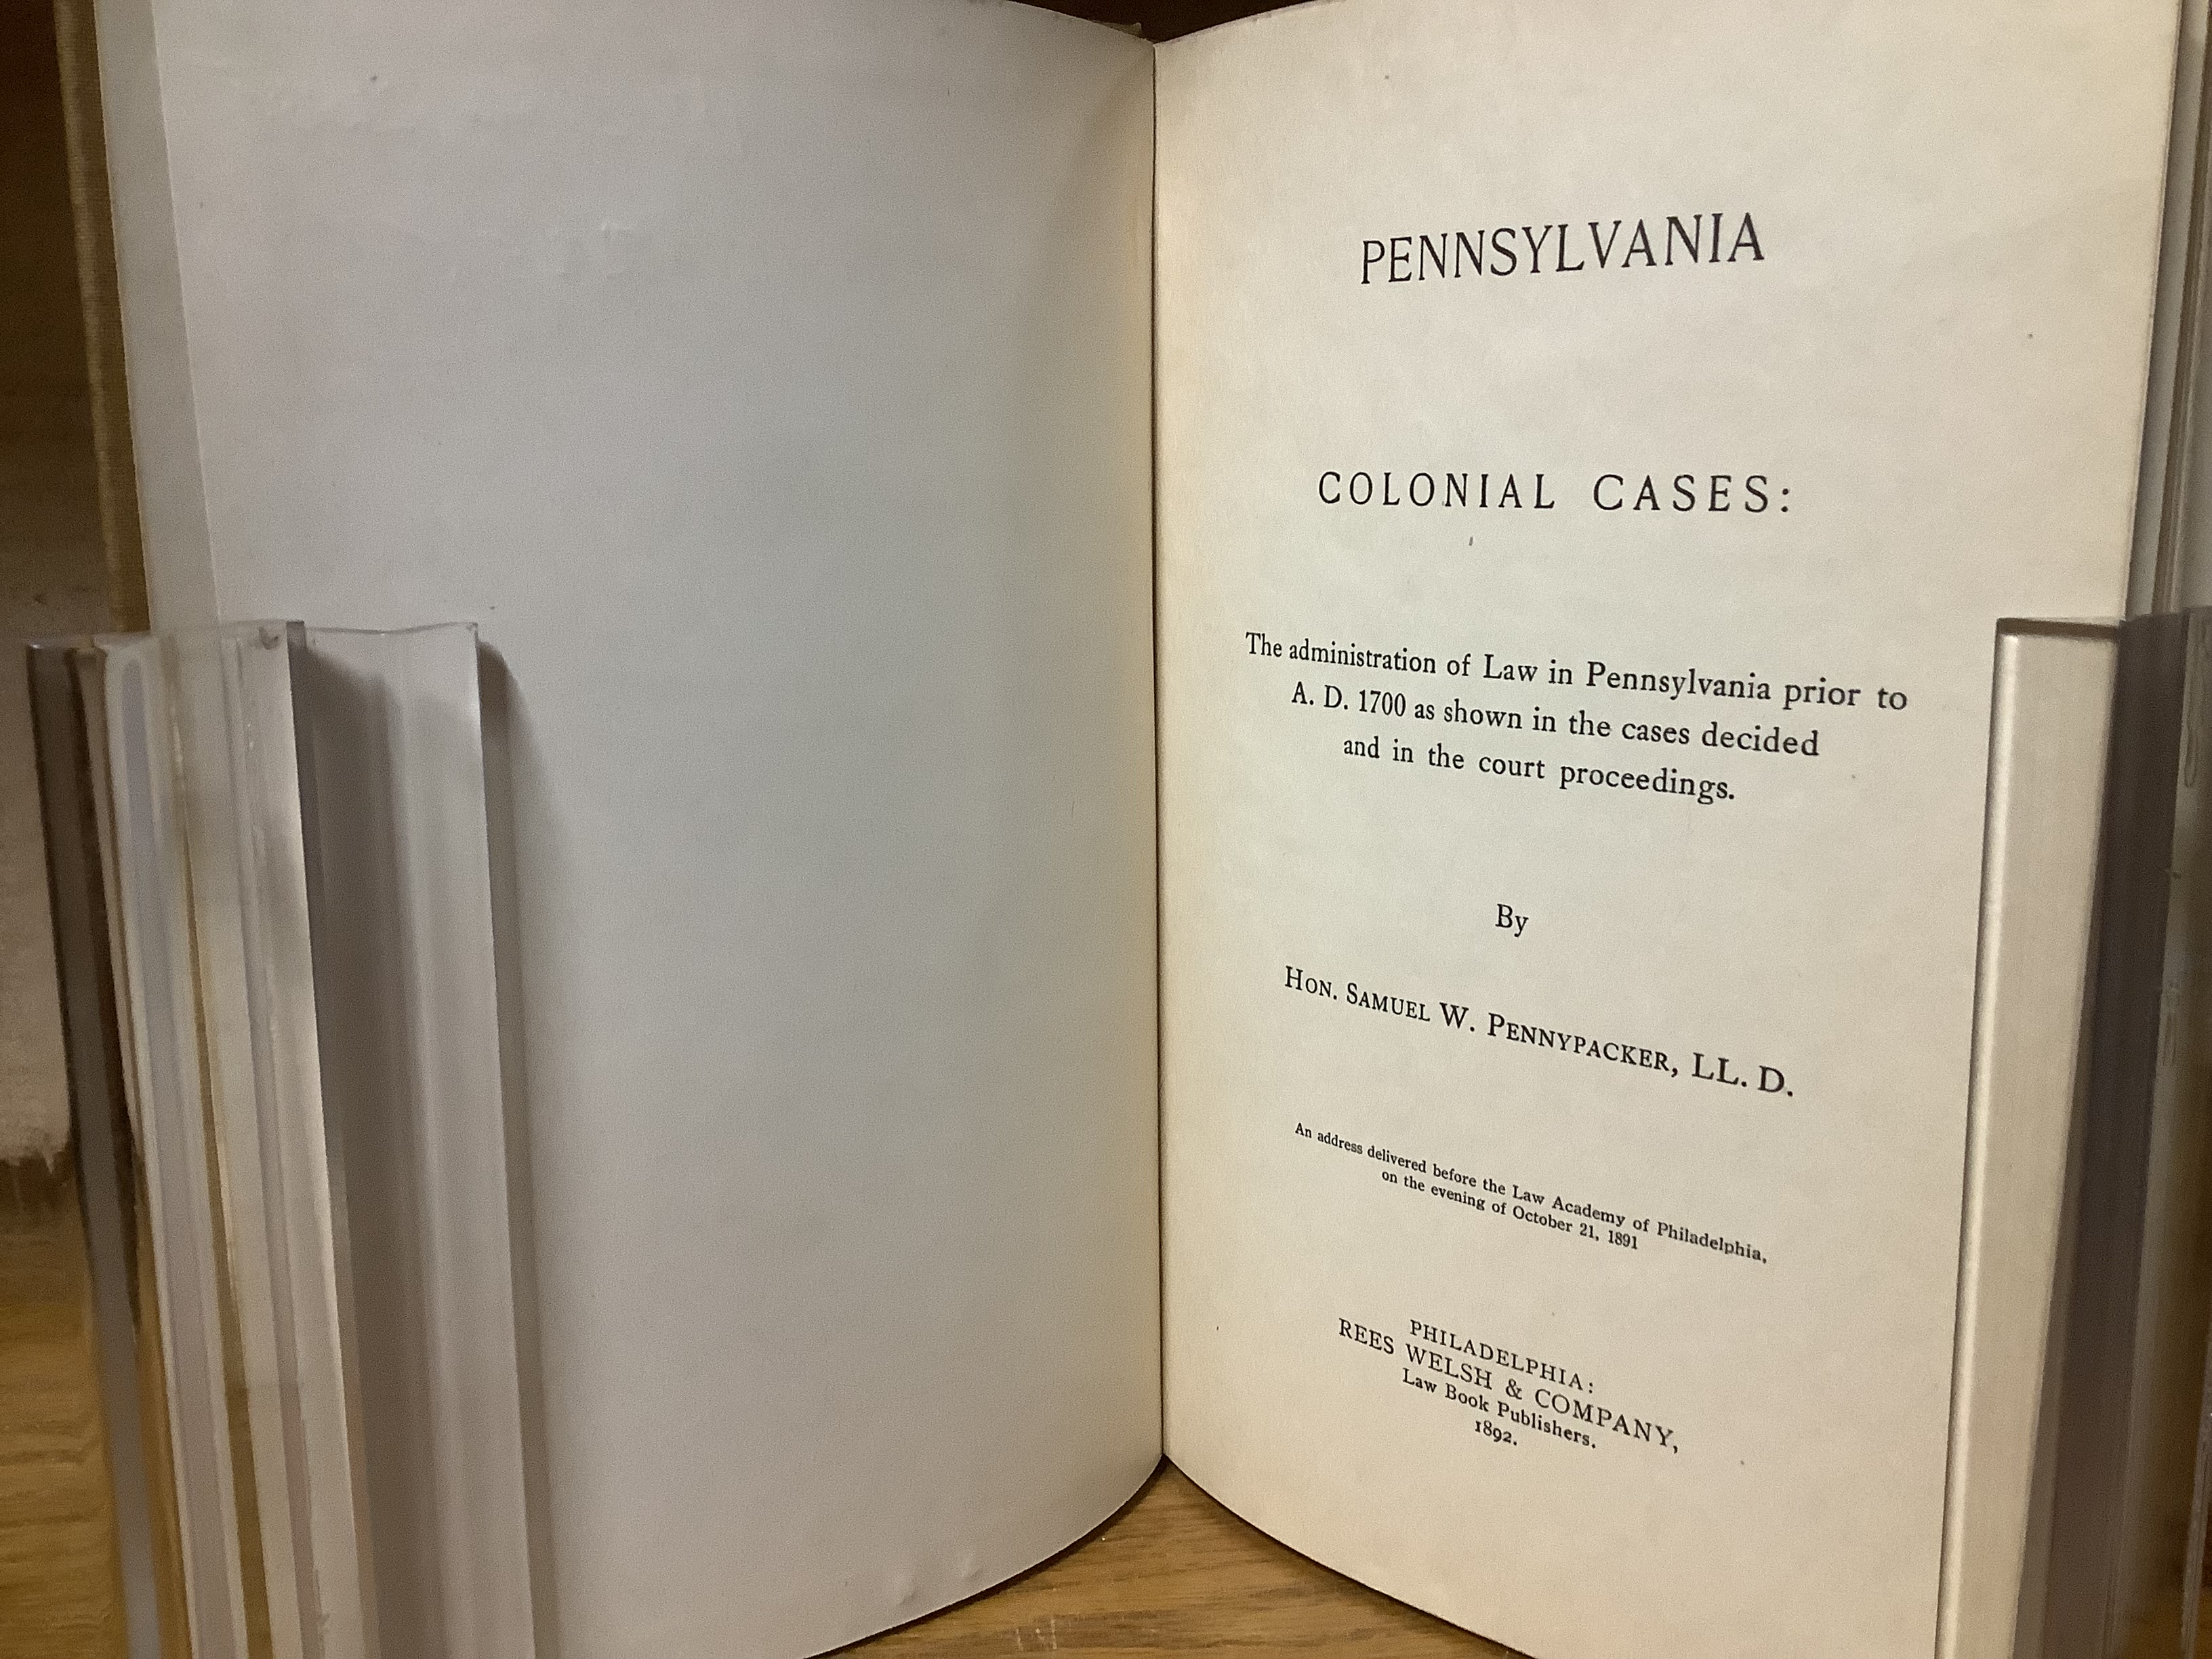 PENNSYLVANIA
COLONIAL CASES:
The administration of Law in Pennsylvania prior to
A. D. 1700 as shown in the cases decided
and in the court proceedings.
By
HON. SAMUEL W. PENNYPACKER, LL. D.
An address delivered before the Law Academy of Philadelphia,
on the evening of October 21, 1891
PHILADELPHIA:
REES WELSH & COMPANY,
Law Book Publishers.
1892.